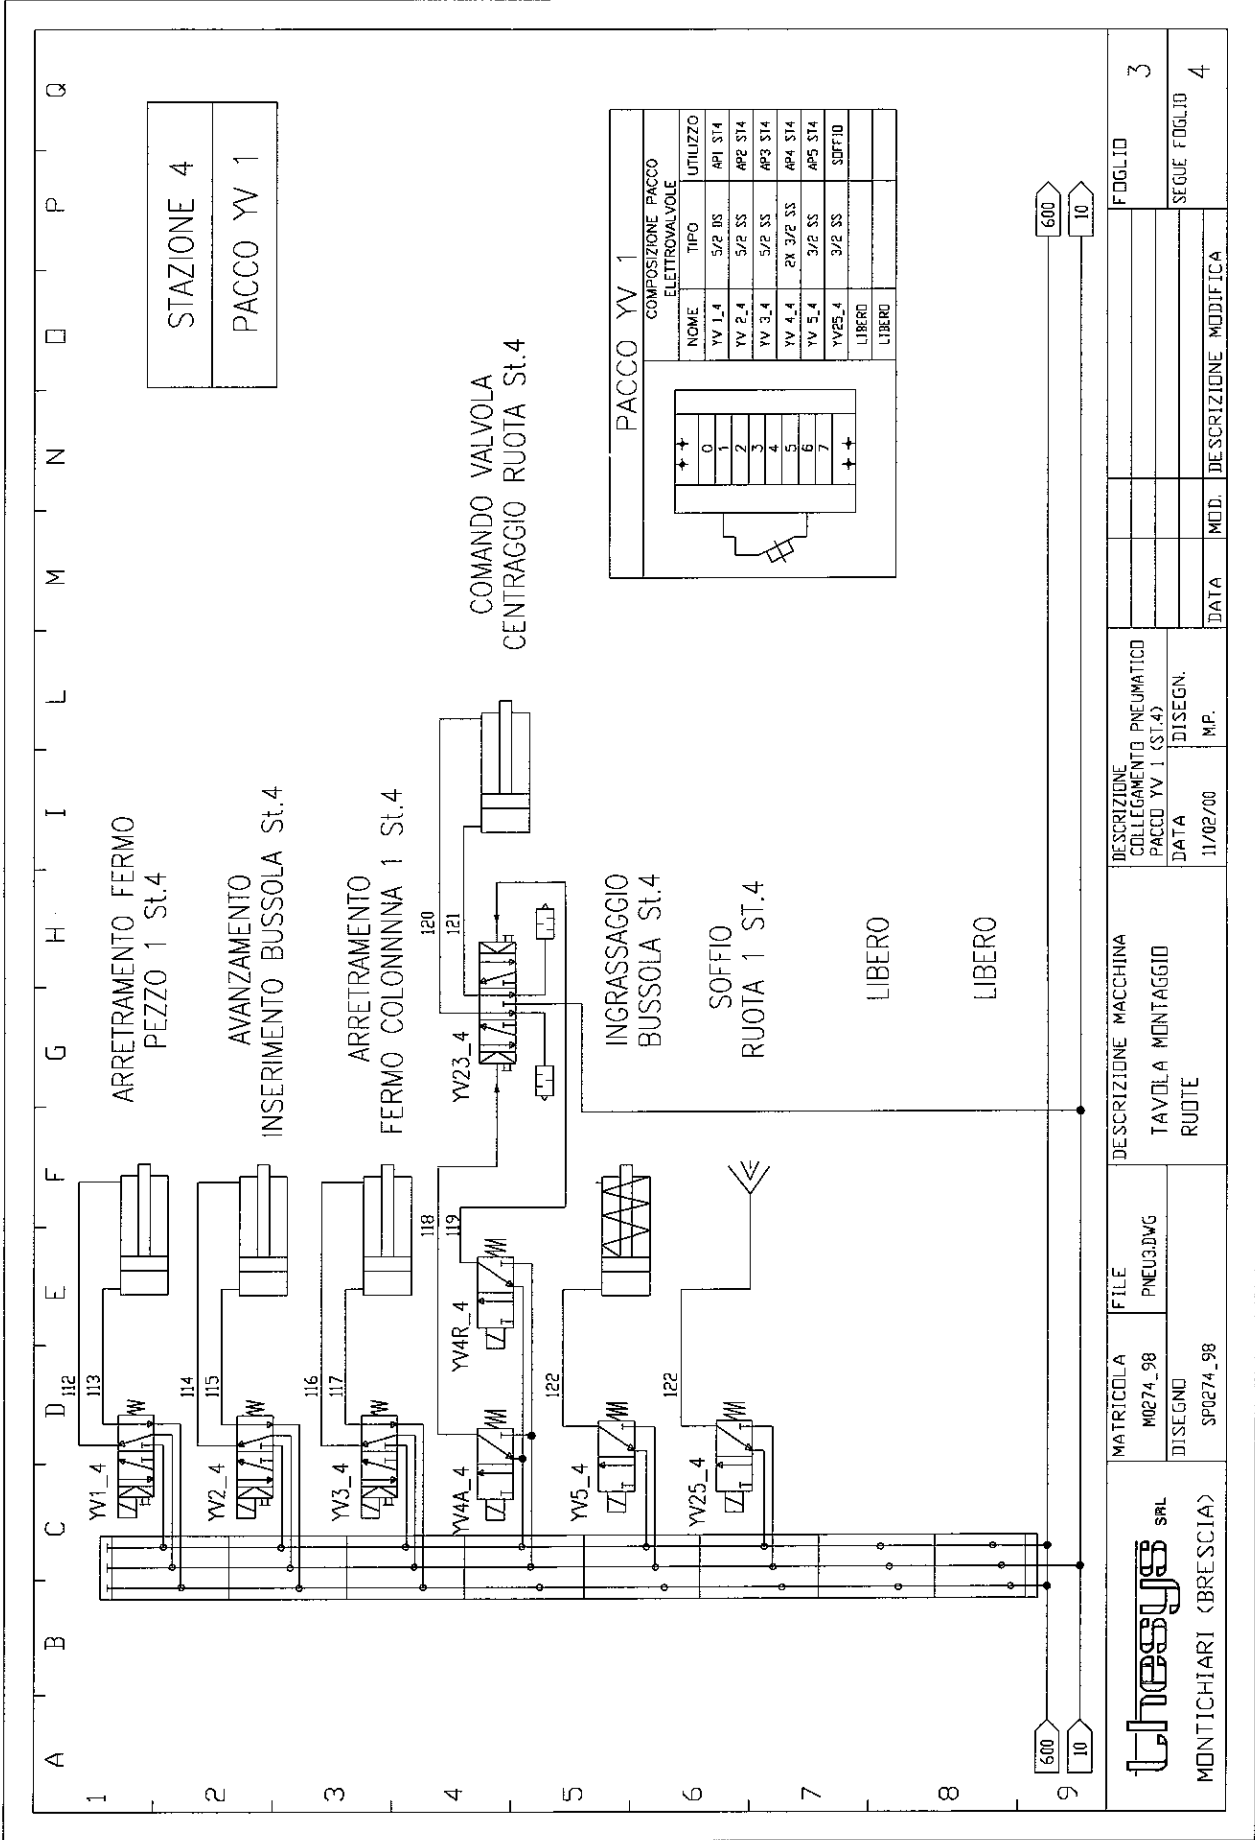 A B C D E F G H I L M N O P Q
1
2
3
4
5
6
7
8
9
STAZIONE 4
PACCO YV 1
112
113
YV1_4
ARRETRAMENTO FERMO
PEZZO 1 St.4
114
115
YV2_4
AVANZAMENTO
INSERIMENTO BUSSOLA St.4
116
117
YV3_4
ARRETRAMENTO
FERMO COLONNNNA 1 St.4
118
119
YV4A_4
YV4R_4
120
121
YV23_4
COMANDO VALVOLA
CENTRAGGIO RUOTA St.4
122
YV5_4
INGRASSAGGIO
BUSSOLA St.4
122
YV25_4
SOFFIO
RUOTA 1 ST.4
LIBERO
LIBERO
PACCO YV 1
COMPOSIZIONE PACCO
ELETTROVALVOLE
NOME TIPO UTILIZZO
YV 1_4 5/2 DS AP1 ST4
YV 2_4 5/2 SS AP2 ST4
YV 3_4 5/2 SS AP3 ST4
YV 4_4 2X 3/2 SS AP4 ST4
YV 5_4 3/2 SS AP5 ST4
YV25_4 3/2 SS SOFFIO
LIBERO
LIBERO
0
1
2
3
4
5
6
7
600 600
10 10
thesys SRL
MONTICHIARI (BRESCIA)
MATRICOLA
M0274_98
DISEGNO
SP0274_98
FILE
PNEU3.DWG
DESCRIZIONE MACCHINA
TAVOLA MONTAGGIO
RUOTE
DESCRIZIONE
COLLEGAMENTO PNEUMATICO
PACCO YV 1 (ST.4)
DATA DISEGN.
11/02/00 M.P.
DATA MOD. DESCRIZIONE MODIFICA
FOGLIO
3
SEGUE FOGLIO
4